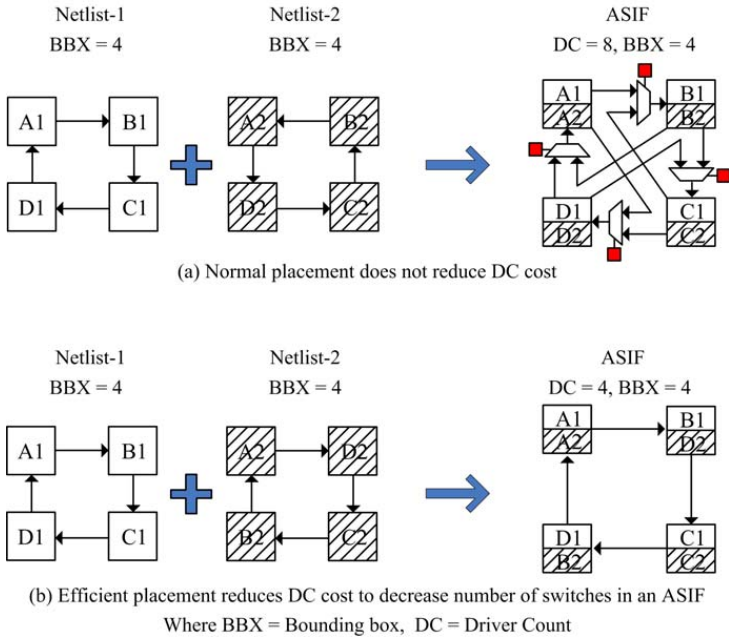 Netlist-1 Netlist-2 ASIF
BBX = 4 BBX = 4 DC = 8, BBX = 4
A1 B1 A2 B2 A1 B1
A2 B2
D1 C1 D2 C2 D1 C1
D2 C2
(a) Normal placement does not reduce DC cost
Netlist-1 Netlist-2 ASIF
BBX = 4 BBX = 4 DC = 4, BBX = 4
A1 B1 A2 D2 A1 B1
A2 D2
D1 C1 B2 C2 D1 C1
B2 C2
(b) Efficient placement reduces DC cost to decrease number of switches in an ASIF
Where BBX = Bounding box, DC = Driver Count